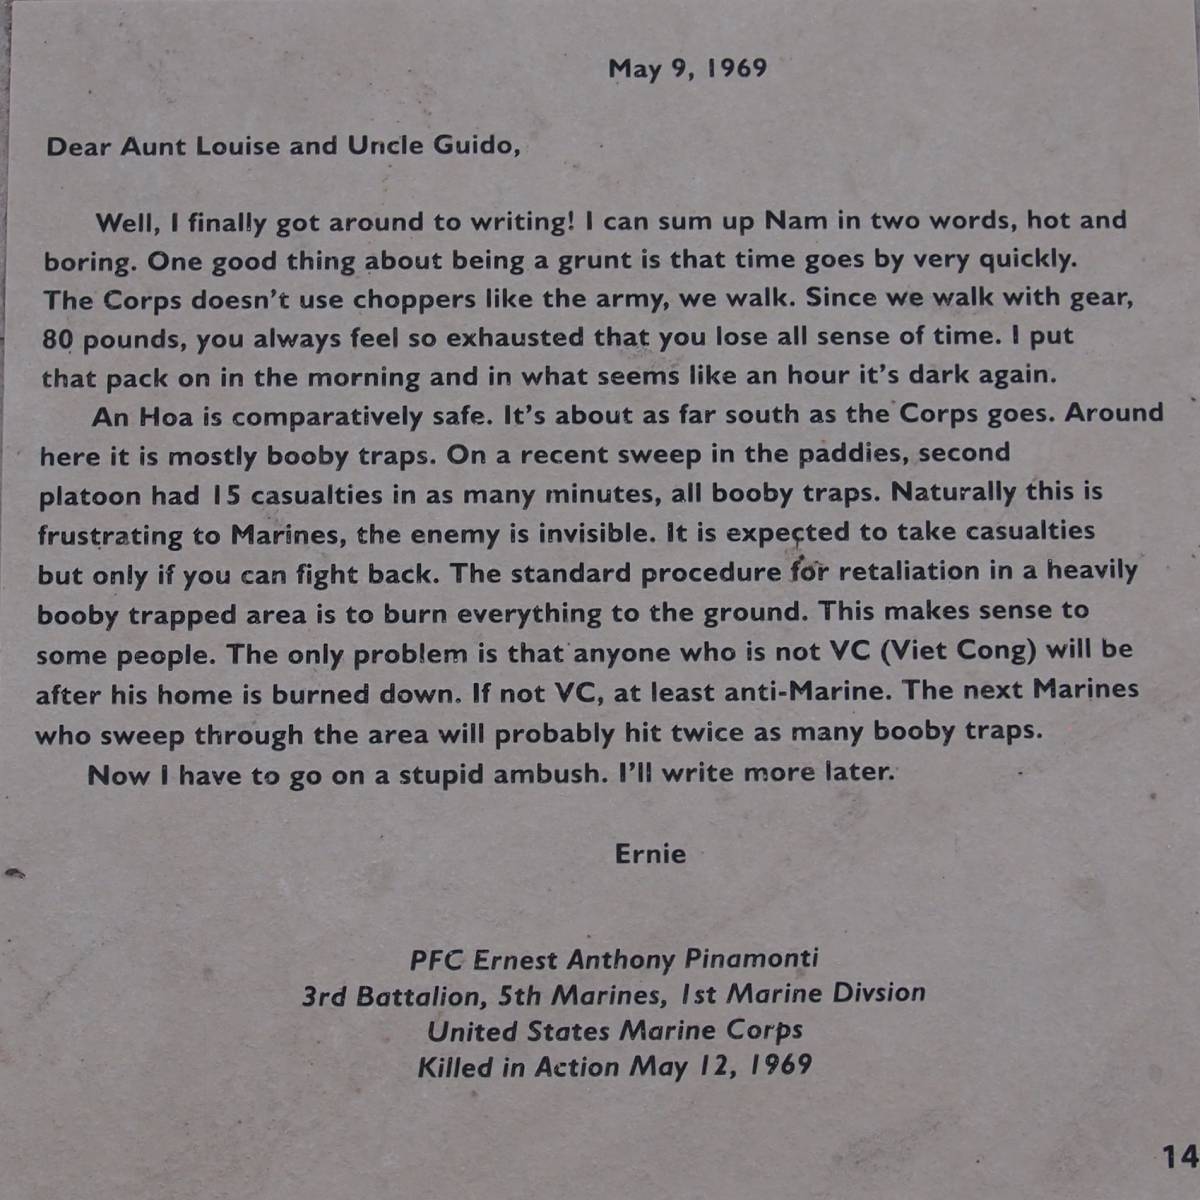 May 9, 1969
Dear Aunt Louise and Uncle Guido,
Well, I finally got around to writing! I can sum up Nam in two words, hot and
boring. One good thing about being a grunt is that time goes by very quickly.
The Corps doesn't use choppers like the army, we walk. Since we walk with gear,
80 pounds, you always feel so exhausted that you lose all sense of time. I put
that pack on in the morning and in what seems like an hour it's dark again.
An Hoa is comparatively safe. It's about as far south as the Corps goes. Around
here it is mostly booby traps. On a recent sweep in the paddies, second
platoon had 15 casualties in as many minutes, all booby traps. Naturally this is
frustrating to Marines, the enemy is invisible. It is expected to take casualties
but only if you can fight back. The standard procedure for retaliation in a heavily
booby trapped area is to burn everything to the ground. This makes sense to
some people. The only problem is that anyone who is not VC (Viet Cong) will be
after his home is burned down. If not VC, at least anti-Marine. The next Marines
who sweep through the area will probably hit twice as many booby traps.
Now I have to go on a stupid ambush. I'll write more later.
Ernie
PFC Ernest Anthony Pinamonti
3rd Battalion, 5th Marines, 1st Marine Divsion
United States Marine Corps
Killed in Action May 12, 1969
14